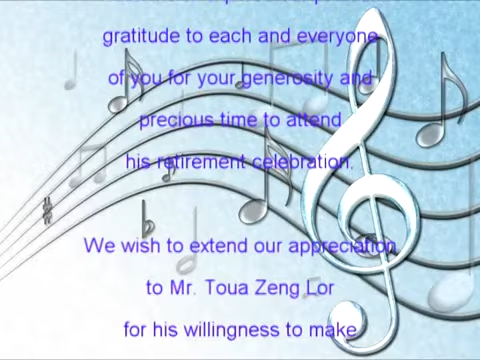 gratitude to each and everyone
of you for your generosity and
precious time to attend
his retirement celebration.
We wish to extend our appreciation
to Mr. Toua Zeng Lor
for his willingness to make